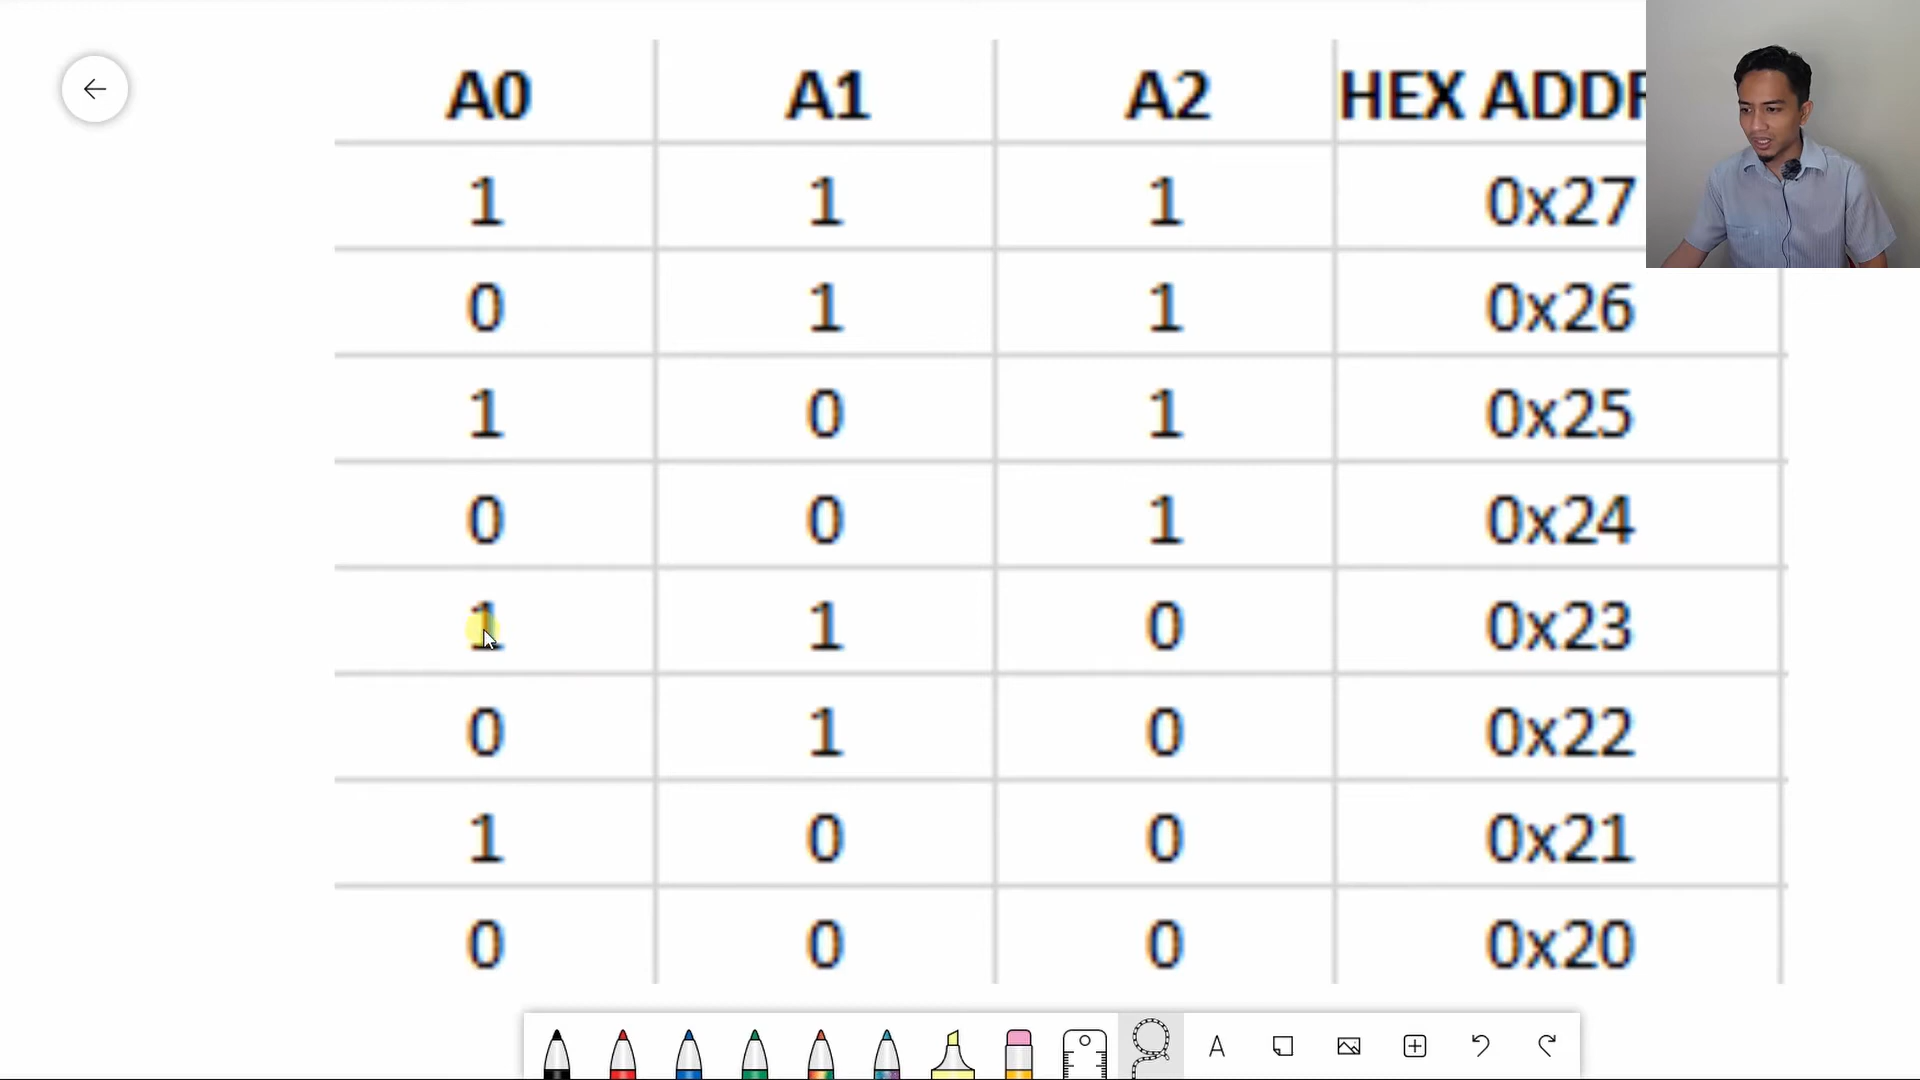 A0 A1 A2 HEX ADDR
1 1 1 0x27
0 1 1 0x26
1 0 1 0x25
0 0 1 0x24
1 1 0 0x23
0 1 0 0x22
1 0 0 0x21
0 0 0 0x20
A